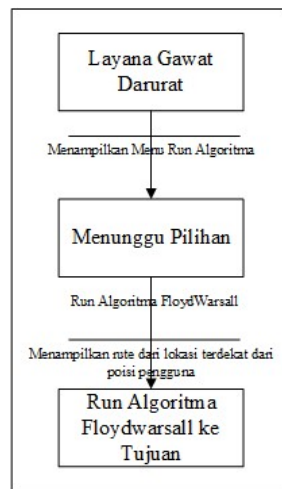 Layana Gawat
Darurat
Menampilkan Menu Run Algoritma
Menunggu Pilihan
Run Algoritma FloydWarsall
Menampilkan rute dari lokasi terdekat dari
poisi pengguna
Run Algoritma
Floydwarsall ke
Tujuan